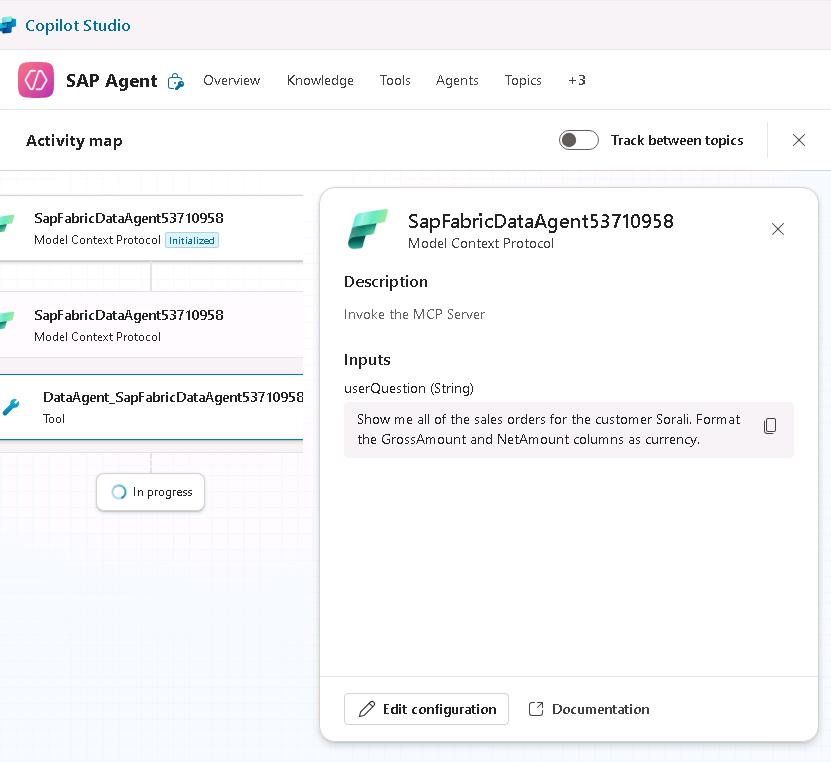 Copilot Studio
SAP Agent
Overview
Knowledge
Tools
Agents
Topics
+3
Activity map
Track between topics
SapFabricDataAgent53710958
Model Context Protocol Initialized
SapFabricDataAgent53710958
Model Context Protocol
DataAgent_SapFabricDataAgent53710958
Tool
In progress
SapFabricDataAgent53710958
Model Context Protocol
Description
Invoke the MCP Server
Inputs
userQuestion (String)
Show me all of the sales orders for the customer Sorali. Format
the GrossAmount and NetAmount columns as currency.
Edit configuration
Documentation